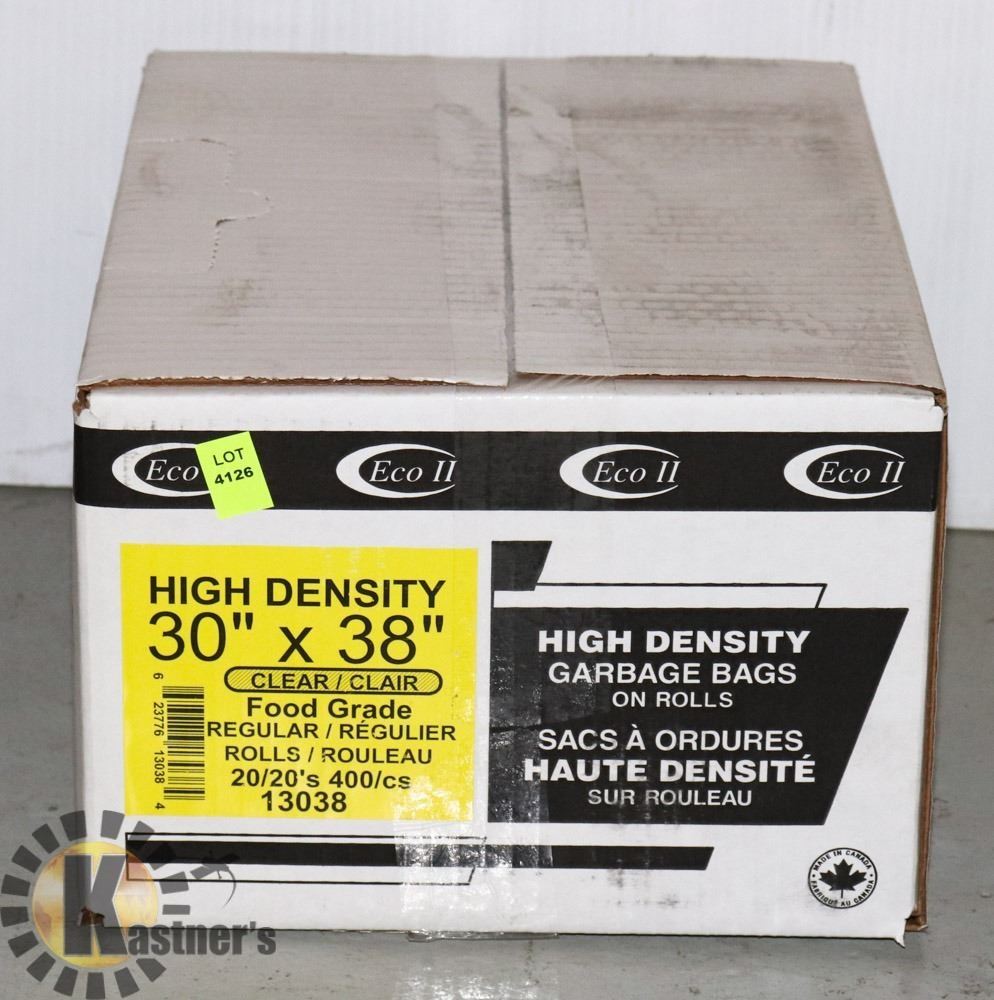 Eco
LOT
4126
Eco II
Eco II
Eco II
HIGH DENSITY
30" x 38"
CLEAR / CLAIR
Food Grade
REGULAR / RÉGULIER
ROLLS / ROULEAU
20/20's 400/cs
13038
6 23776 13038 4
HIGH DENSITY
GARBAGE BAGS
ON ROLLS
SACS À ORDURES
HAUTE DENSITÉ
SUR ROULEAU
MADE IN CANADA
FABRIQUÉ AU CANADA
Kastner's